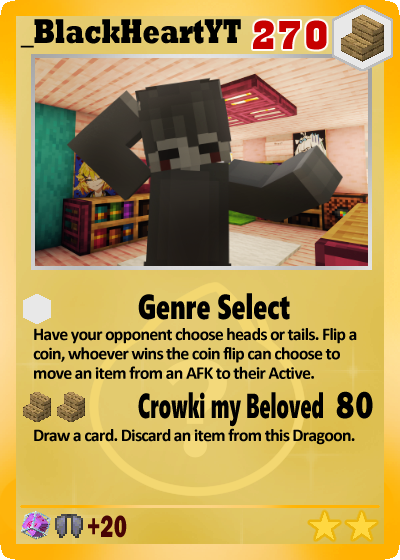 _BlackHeartYT 270
Genre Select
Have your opponent choose heads or tails. Flip a
coin, whoever wins the coin flip can choose to
move an item from an AFK to their Active.
Crowki my Beloved 80
Draw a card. Discard an item from this Dragoon.
+20